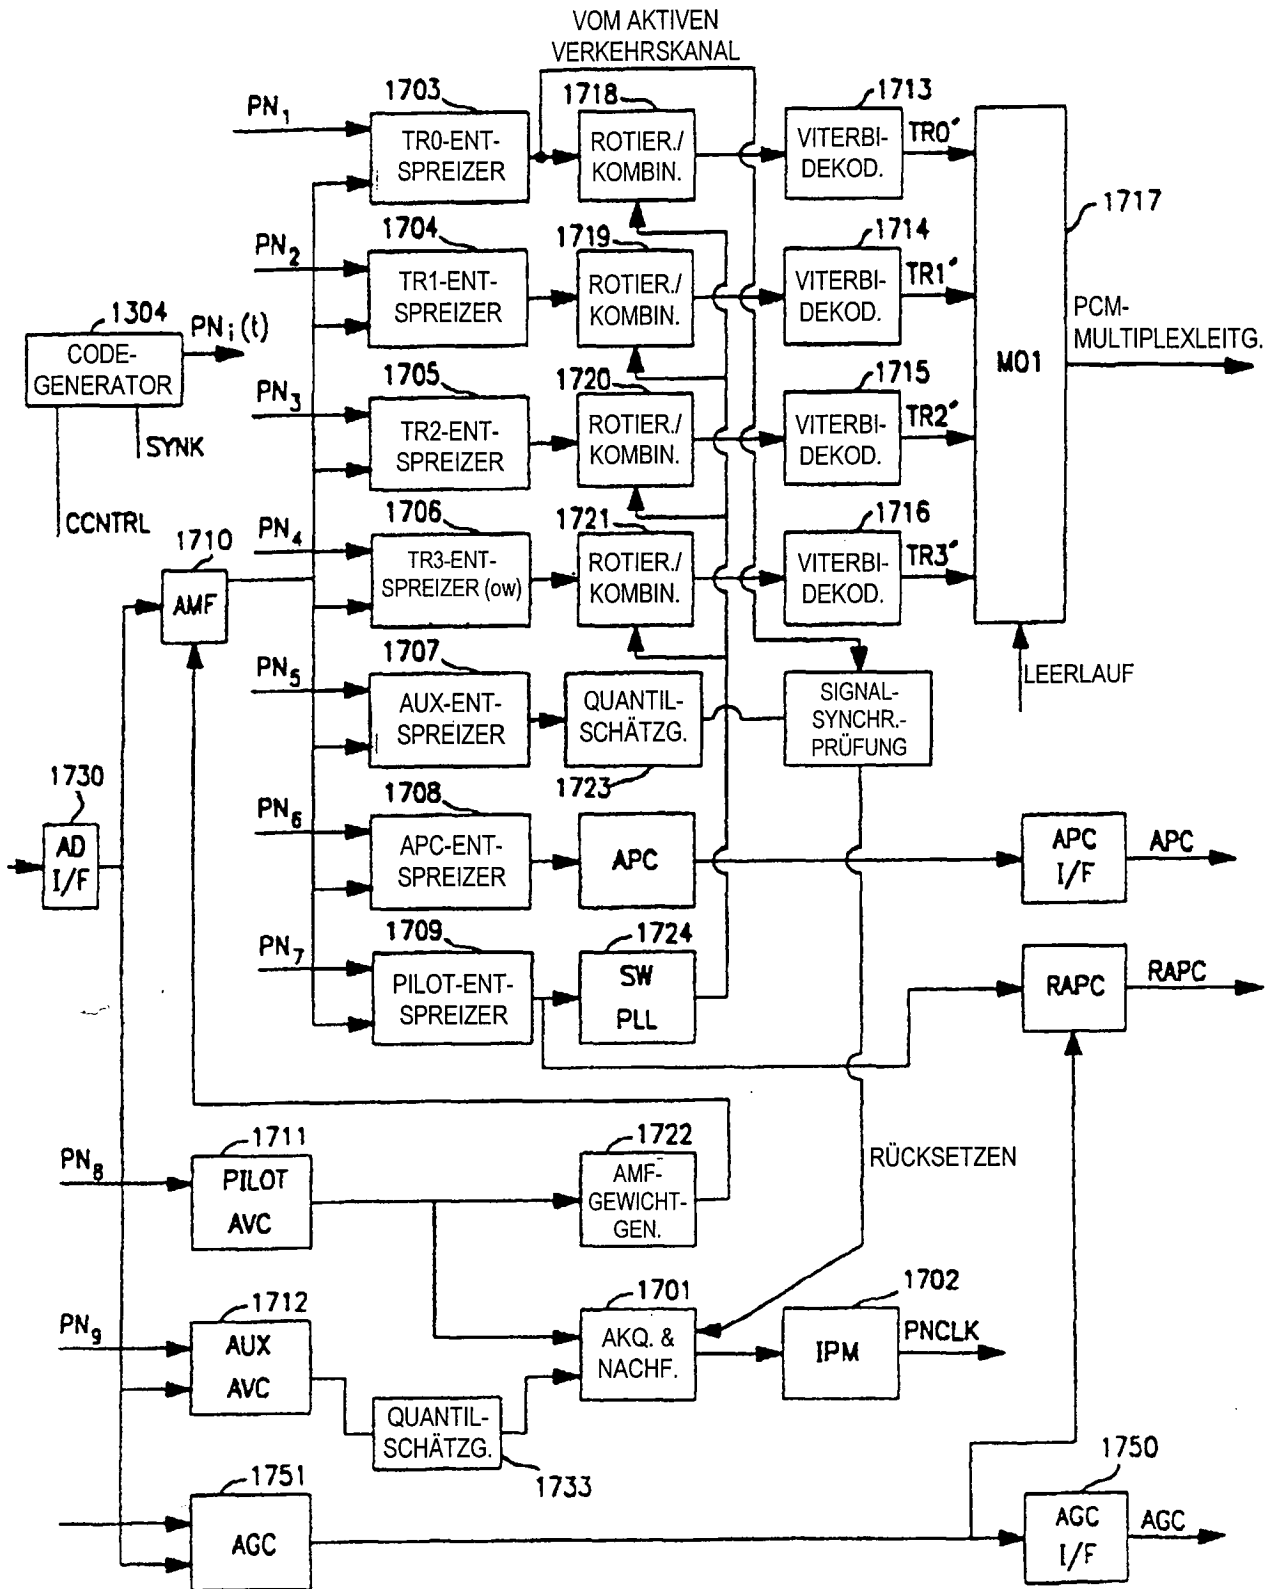 VOM AKTIVEN
VERKEHRSKANAL
1703
1718
1713
PN1
TR0-ENT-
SPREIZER
ROTIER./
KOMBIN.
VITERBI-
DEKOD.
TR0'
1717
1704
1719
1714
PN2
TR1-ENT-
SPREIZER
ROTIER./
KOMBIN.
VITERBI-
DEKOD.
TR1'
PCM-
MULTIPLEXLEITG.
M01
1304
PNi(t)
CODE-
GENERATOR
SYNK
CCNTRL
1705
1720
1715
PN3
TR2-ENT-
SPREIZER
ROTIER./
KOMBIN.
VITERBI-
DEKOD.
TR2'
1706
1721
1716
PN4
TR3-ENT-
SPREIZER (ow)
ROTIER./
KOMBIN.
VITERBI-
DEKOD.
TR3'
1710
AMF
LEERLAUF
1707
PN5
AUX-ENT-
SPREIZER
QUANTIL-
SCHÄTZG.
1723
SIGNAL-
SYNCHR.-
PRÜFUNG
1730
AD
I/F
1708
PN6
APC-ENT-
SPREIZER
APC
APC
I/F
APC
1709
1724
PN7
PILOT-ENT-
SPREIZER
SW
PLL
RAPC
RAPC
1711
1722
PN8
PILOT
AVC
AMF-
GEWICHT-
GEN.
RÜCKSETZEN
1712
1701
1702
PN9
AUX
AVC
AKQ. &
NACHF.
IPM
PNCLK
QUANTIL-
SCHÄTZG.
1733
1751
AGC
1750
AGC
I/F
AGC